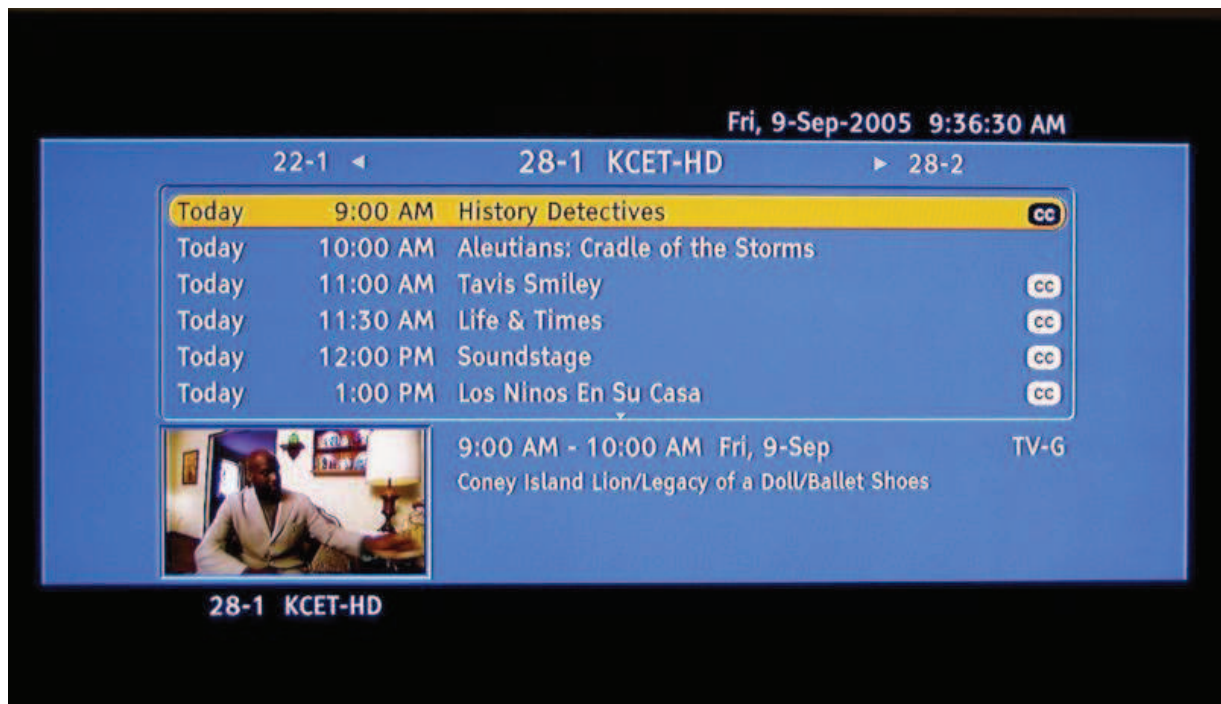 Fri, 9-Sep-2005 9:36:30 AM
22-1 ◄ 28-1 KCET-HD ► 28-2
Today 9:00 AM History Detectives CC
Today 10:00 AM Aleutians: Cradle of the Storms
Today 11:00 AM Tavis Smiley CC
Today 11:30 AM Life & Times CC
Today 12:00 PM Soundstage CC
Today 1:00 PM Los Ninos En Su Casa CC
9:00 AM - 10:00 AM Fri, 9-Sep TV-G
Coney Island Lion/Legacy of a Doll/Ballet Shoes
28-1 KCET-HD